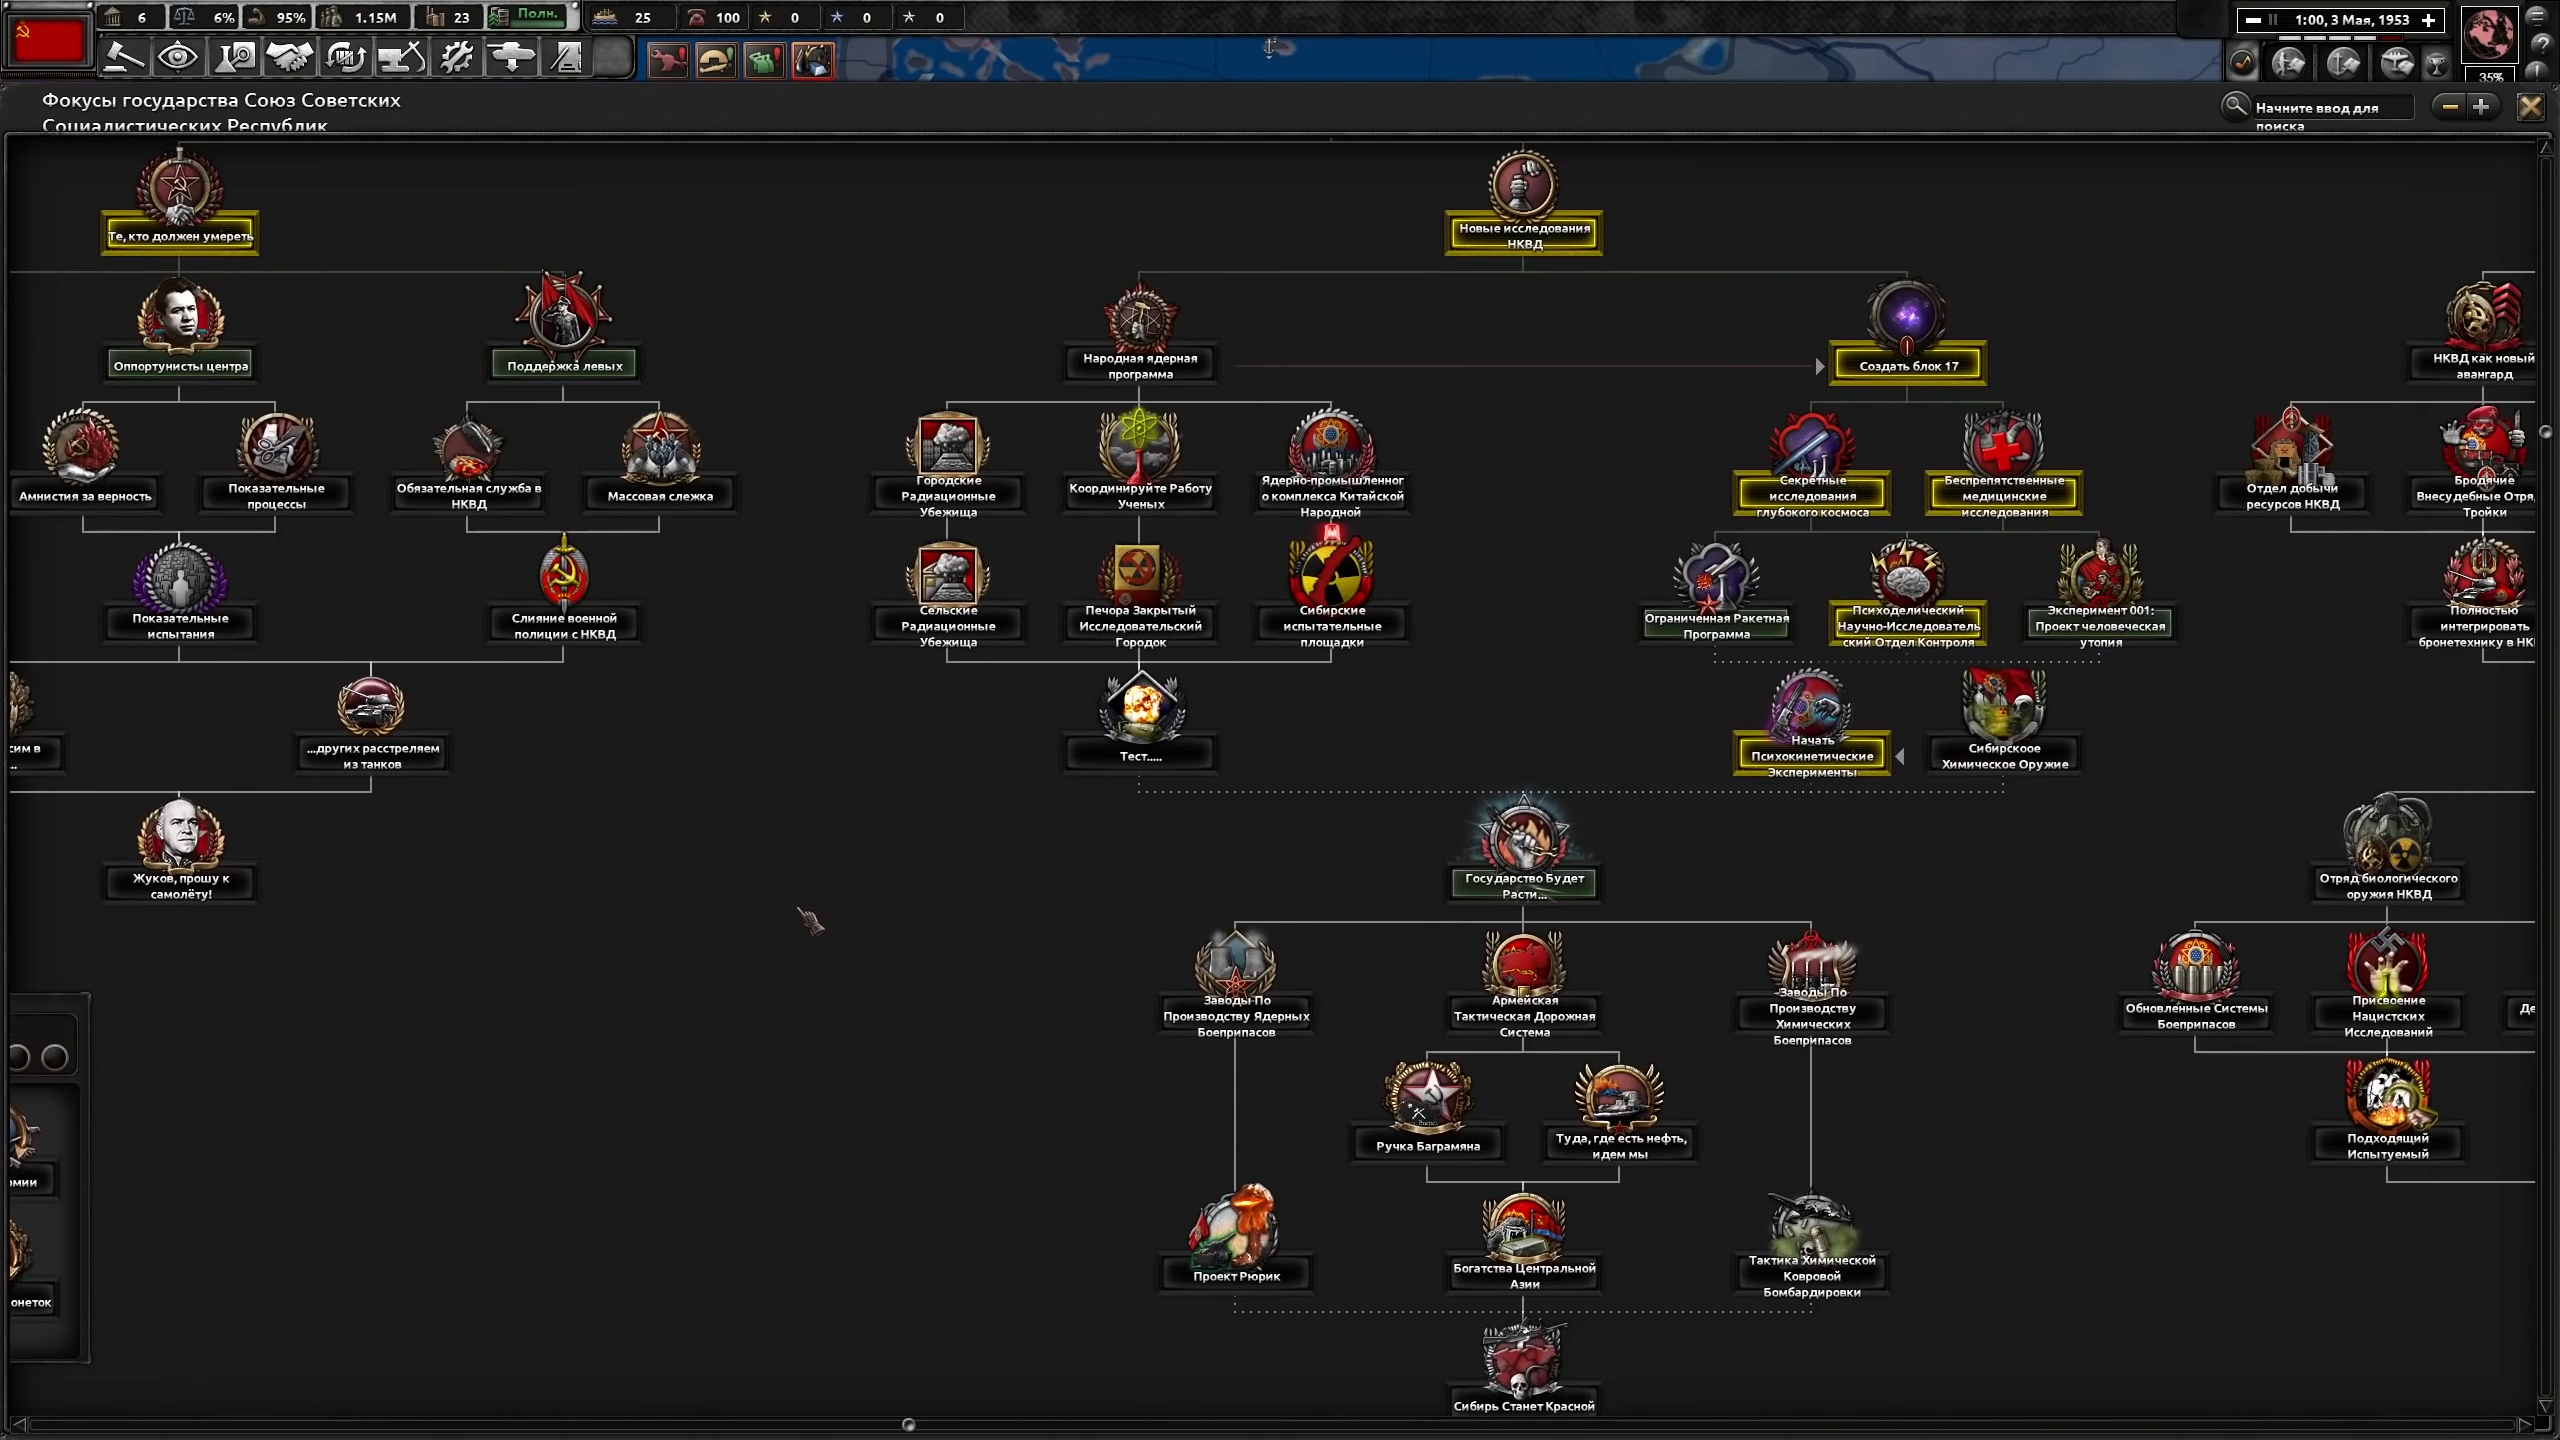 6
6%
95%
1.15M
23
Полн.
25
100
0
0
0
1:00, 3 Мая, 1953
35%
Фокусы государства Союз Советских
Социалистических Республик
Начните ввод для
поиска
Те, кто должен умереть
Новые исследования
НКВД
Оппортунисты центра
Поддержка левых
Народная ядерная
программа
Создать блок 17
НКВД как новый
авангард
Амнистия за верность
Показательные
процессы
Обязательная служба в
НКВД
Массовая слежка
Городские
Радиационные
Убежища
Координируйте Работу
Ученых
Ядерно-промышленног
о комплекса Китайской
Народной
Секретные
исследования
глубокого космоса
Беспрепятственные
медицинские
исследования
Отдел добычи
ресурсов НКВД
Бродячие
Внесудебные Отря
Тройки
Показательные
испытания
Слияние военной
полиции с НКВД
Сельские
Радиационные
Убежища
Печора Закрытый
Исследовательский
Городок
Сибирские
испытательные
площадки
Ограниченная Ракетная
Программа
Психоделический
Научно-Исследователь
ский Отдел Контроля
Эксперимент 001:
Проект человеческая
утопия
Полностью
интегрировать
бронетехнику в НК
сим в
...
...других расстреляем
из танков
Тест.....
Начать
Психокинетические
Эксперименты
Сибирскоое
Химическое Оружие
Жуков, прошу к
самолёту!
Государство Будет
Расти...
Отряд биологического
оружия НКВД
Заводы По
Производству Ядерных
Боеприпасов
Армейская
Тактическая Дорожная
Система
Заводы По
Производству
Химических
Боеприпасов
Обновленные Системы
Боеприпасов
Присвоение
Нацистских
Исследований
Де
Ручка Баграмяна
Туда, где есть нефть,
идем мы
Подходящий
Испытуемый
омии
Проект Рюрик
Богатства Центральной
Азии
Тактика Химической
Ковровой
Бомбардировки
онеток
Сибирь Станет Красной